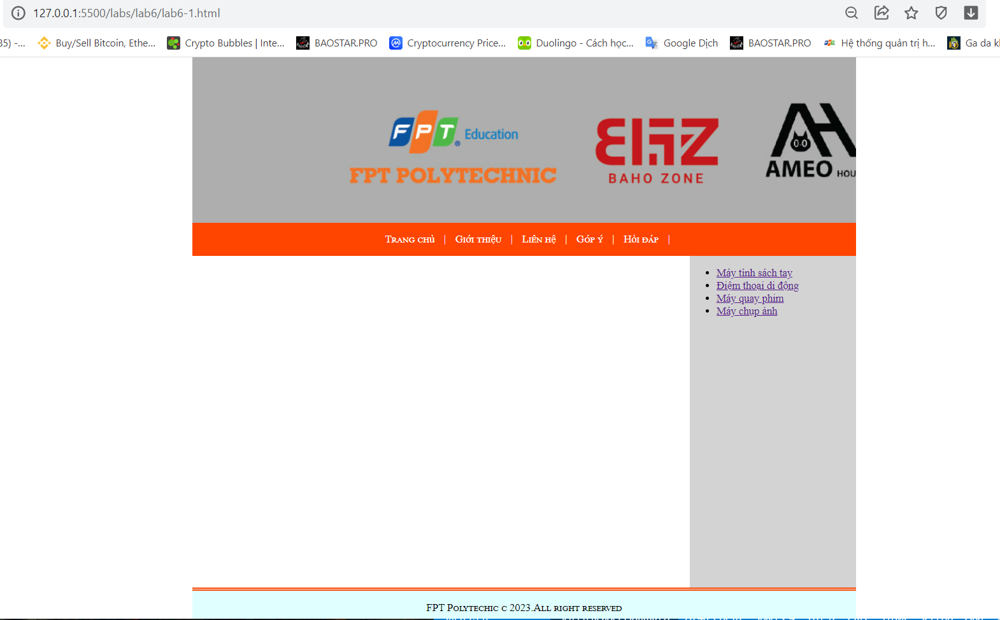 127.0.0.1:5500/labs/lab6/lab6-1.html
35) -... Buy/Sell Bitcoin, Ethe... Crypto Bubbles | Inte... BAOSTAR.PRO Cryptocurrency Price... Duolingo - Cách học... Google Dịch BAOSTAR.PRO Hệ thống quản trị h... Ga da k
FPT Education
FPT POLYTECHNIC
BAHO ZONE
AMEO HOU
Trang chủ | Giới thiệu | Liên hệ | Góp ý | Hỏi đáp |
Máy tính sách tay
Điệm thoại di động
Máy quay phim
Máy chụp ảnh
FPT Polytechic c 2023.All right reserved